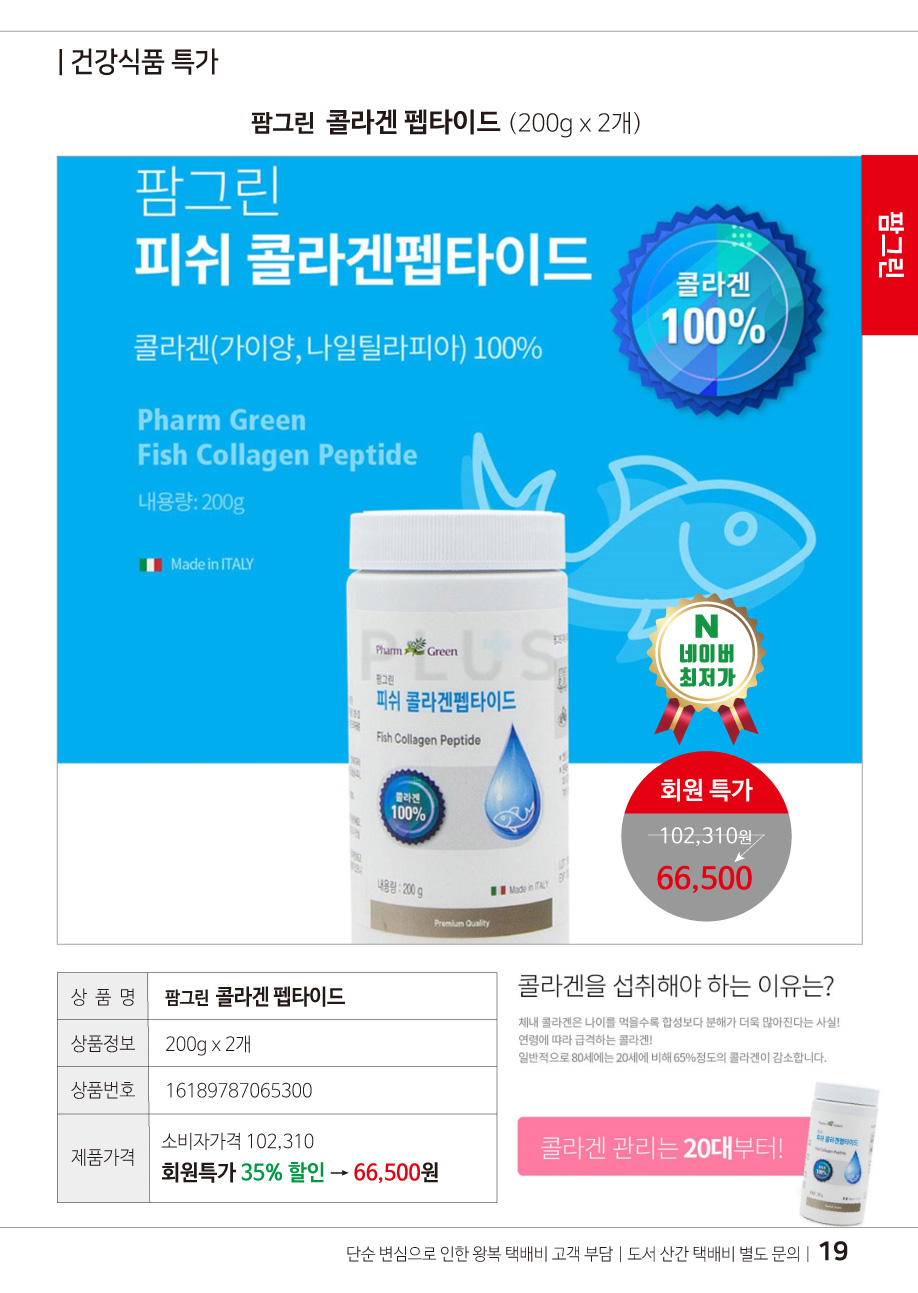 | 건강식품 특가
팜그린 콜라겐 펩타이드 (200g x 2개)
팜그린
팜그린
피쉬 콜라겐펩타이드
콜라겐
100%
콜라겐(가이양, 나일틸라피아) 100%
Pharm Green
Fish Collagen Peptide
내용량: 200g
Made in ITALY
N
네이버
최저가
PLUS
Pharm Green
팜그린
피쉬 콜라겐펩타이드
Fish Collagen Peptide
콜라겐
100%
내용량 : 200 g
Made in ITALY
Premium Quality
회원 특가
102,310원
66,500
상 품 명
팜그린 콜라겐 펩타이드
상품정보
200g x 2개
상품번호
16189787065300
제품가격
소비자가격 102,310
회원특가 35% 할인 → 66,500원
콜라겐을 섭취해야 하는 이유는?
체내 콜라겐은 나이를 먹을수록 합성보다 분해가 더욱 많아진다는 사실!
연령에 따라 급격하는 콜라겐!
일반적으로 80세에는 20세에 비해 65%정도의 콜라겐이 감소합니다.
콜라겐 관리는 20대부터!
단순 변심으로 인한 왕복 택배비 고객 부담 | 도서 산간 택배비 별도 문의 | 19